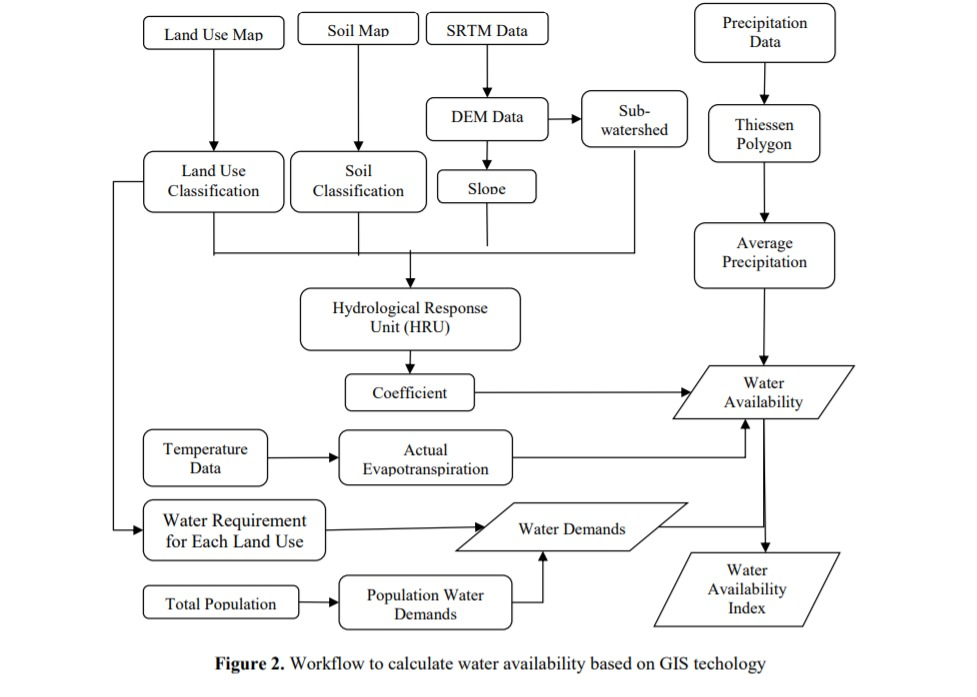 Land Use Map
Soil Map
SRTM Data
Precipitation
Data
DEM Data
Sub-
watershed
Thiessen
Polygon
Land Use
Classification
Soil
Classification
Slope
Average
Precipitation
Hydrological Response
Unit (HRU)
Coefficient
Water
Availability
Temperature
Data
Actual
Evapotranspiration
Water Requirement
for Each Land Use
Water Demands
Water
Availability
Index
Total Population
Population Water
Demands
Figure 2. Workflow to calculate water availability based on GIS techology